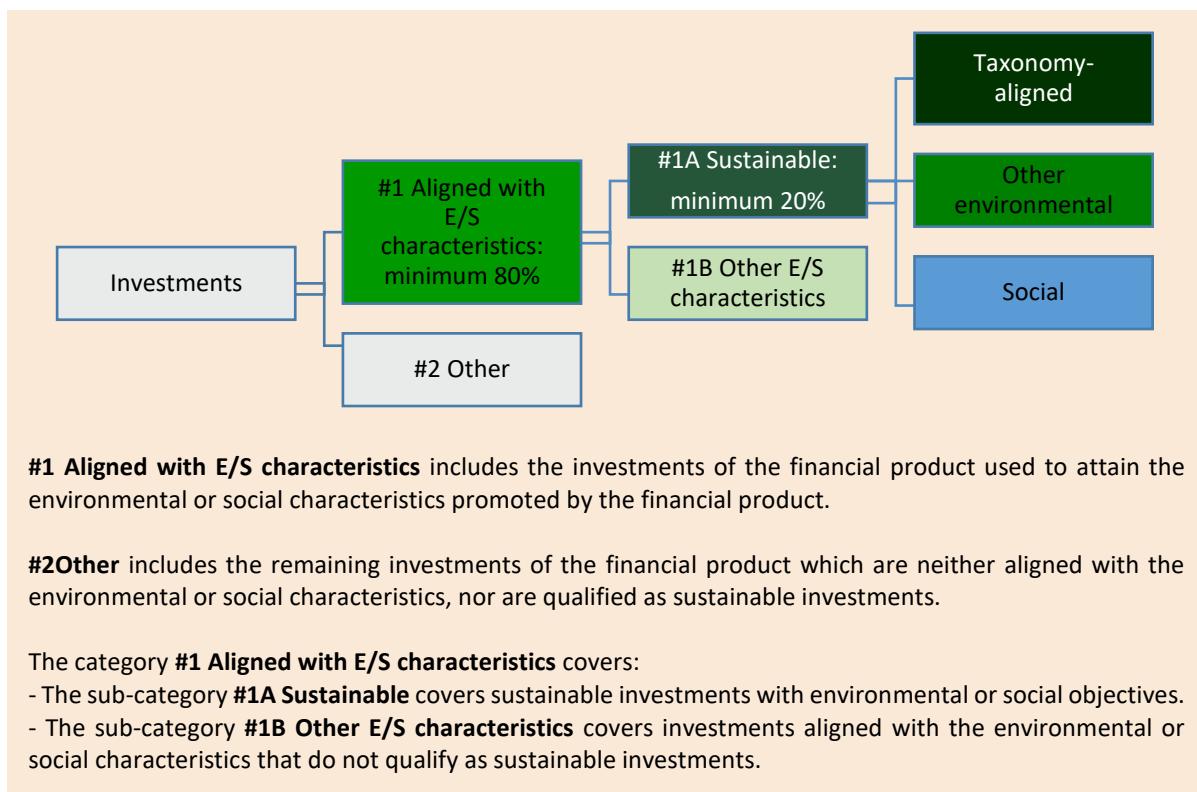 Taxonomy-
aligned
#1A Sustainable:
minimum 20%
#1 Aligned with
E/S
characteristics:
minimum 80%
Other
environmental
#1B Other E/S
characteristics
Investments
Social
#2 Other
#1 Aligned with E/S characteristics includes the investments of the financial product used to attain the
environmental or social characteristics promoted by the financial product.
#2Other includes the remaining investments of the financial product which are neither aligned with the
environmental or social characteristics, nor are qualified as sustainable investments.
The category #1 Aligned with E/S characteristics covers:
- The sub-category #1A Sustainable covers sustainable investments with environmental or social objectives.
- The sub-category #1B Other E/S characteristics covers investments aligned with the environmental or
social characteristics that do not qualify as sustainable investments.